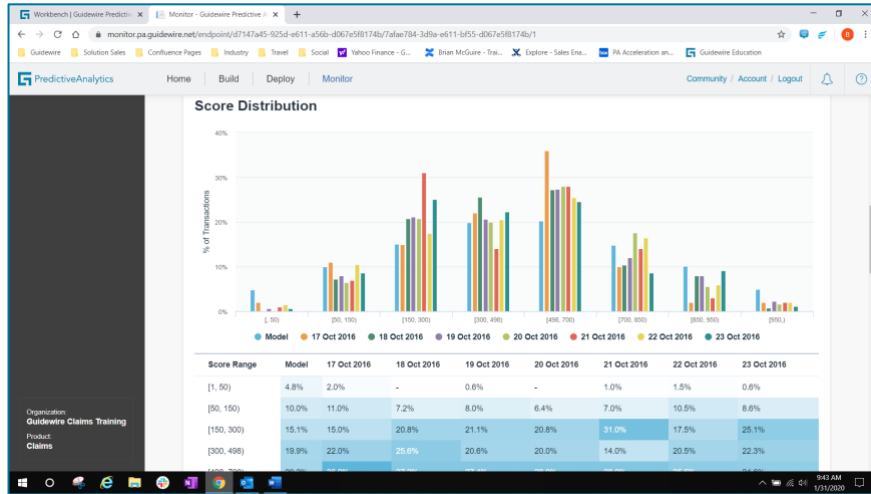 Workbench | Guidewire Predictiv
Monitor - Guidewire Predictive A
monitor.pa.guidewire.net/endpoint/d7147a45-925d-e611-a56b-d067e5f8174b/7afae784-3d9a-e611-bf55-d067e5f8174b/1
Guidewire Solution Sales Confluence Pages Industry Travel Social Yahoo Finance - G... Brian McGuire - Trai... Explore - Sales Ena... PA Acceleration an... Guidewire Education
PredictiveAnalytics Home Build Deploy Monitor Community / Account / Logout
Score Distribution
40%
30%
20%
10%
0%
% of Transactions
[, 50) [50, 150) [150, 300) [300, 498) [498, 700) [700, 850) [850, 950) [950,)
Model 17 Oct 2016 18 Oct 2016 19 Oct 2016 20 Oct 2016 21 Oct 2016 22 Oct 2016 23 Oct 2016
Score Range Model 17 Oct 2016 18 Oct 2016 19 Oct 2016 20 Oct 2016 21 Oct 2016 22 Oct 2016 23 Oct 2016
[1, 50) 4.8% 2.0% - 0.6% - 1.0% 1.5% 0.6%
[50, 150) 10.0% 11.0% 7.2% 8.0% 6.4% 7.0% 10.5% 8.6%
[150, 300) 15.1% 15.0% 20.8% 21.1% 20.8% 31.0% 17.5% 25.1%
[300, 498) 19.9% 22.0% 25.6% 20.6% 20.0% 14.0% 20.5% 22.3%
Organization:
Guidewire Claims Training
Product:
Claims
9:43 AM
1/31/2020